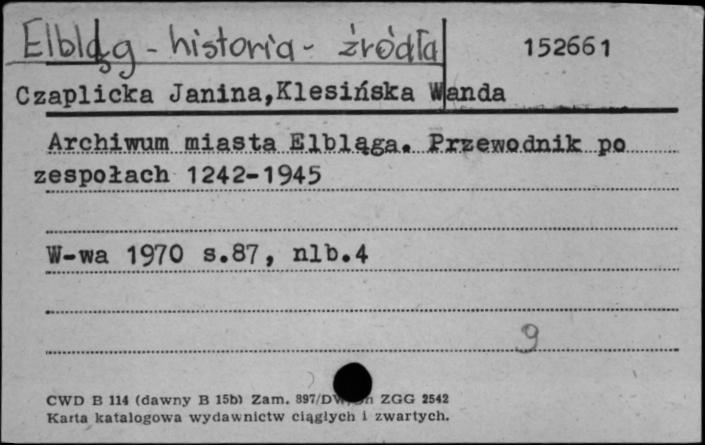 Elbląg - historia - źródła 152661
Czaplicka Janina,Klesińska Wanda
Archiwum miasta Elbląga. Przewodnik po
zespołach 1242-1945
W-wa 1970 s.87, nlb.4
9
CWD B 114 (dawny B 15b) Zam. 897/ ZGG 2542
Karta katalogowa wydawnictw ciągłych i zwartych.